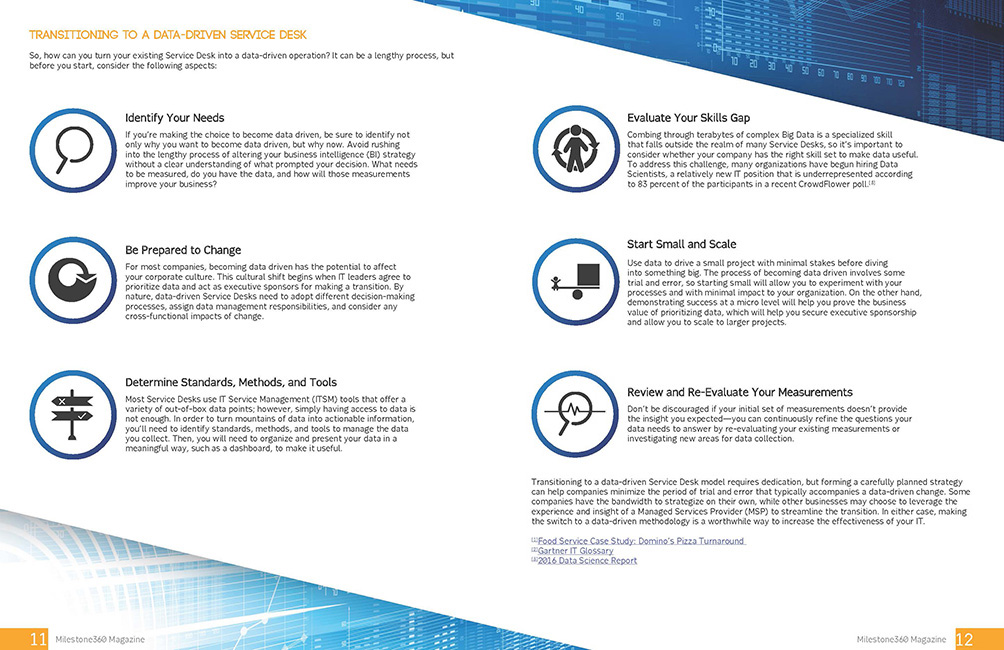 TRANSITIONING TO A DATA-DRIVEN SERVICE DESK
So, how can you turn your existing Service Desk into a data-driven operation? It can be a lengthy process, but
before you start, consider the following aspects:
Identify Your Needs
If you're making the choice to become data driven, be sure to identify not
only why you want to become data driven, but why now. Avoid rushing
into the lengthy process of altering your business intelligence (BI) strategy
without a clear understanding of what prompted your decision. What needs
to be measured, do you have the data, and how will those measurements
improve your business?
Be Prepared to Change
For most companies, becoming data driven has the potential to affect
your corporate culture. This cultural shift begins when IT leaders agree to
prioritize data and act as executive sponsors for making a transition. By
nature, data-driven Service Desks need to adopt different decision-making
processes, assign data management responsibilities, and consider any
cross-functional impacts of change.
Determine Standards, Methods, and Tools
Most Service Desks use IT Service Management (ITSM) tools that offer a
variety of out-of-box data points; however, simply having access to data is
not enough. In order to turn mountains of data into actionable information,
you'll need to identify standards, methods, and tools to manage the data
you collect. Then, you will need to organize and present your data in a
meaningful way, such as a dashboard, to make it useful.
11 Milestone360 Magazine
Evaluate Your Skills Gap
Combing through terabytes of complex Big Data is a specialized skill
that falls outside the realm of many Service Desks, so it's important to
consider whether your company has the right skill set to make data useful.
To address this challenge, many organizations have begun hiring Data
Scientists, a relatively new IT position that is underrepresented according
to 83 percent of the participants in a recent CrowdFlower poll.[3]
Start Small and Scale
Use data to drive a small project with minimal stakes before diving
into something big. The process of becoming data driven involves some
trial and error, so starting small will allow you to experiment with your
processes and with minimal impact to your organization. On the other hand,
demonstrating success at a micro level will help you prove the business
value of prioritizing data, which will help you secure executive sponsorship
and allow you to scale to larger projects.
Review and Re-Evaluate Your Measurements
Don't be discouraged if your initial set of measurements doesn't provide
the insight you expected—you can continuously refine the questions your
data needs to answer by re-evaluating your existing measurements or
investigating new areas for data collection.
Transitioning to a data-driven Service Desk model requires dedication, but forming a carefully planned strategy
can help companies minimize the period of trial and error that typically accompanies a data-driven change. Some
companies have the bandwidth to strategize on their own, while other businesses may choose to leverage the
experience and insight of a Managed Services Provider (MSP) to streamline the transition. In either case, making
the switch to a data-driven methodology is a worthwhile way to increase the effectiveness of your IT.
[1]Food Service Case Study: Domino's Pizza Turnaround
[2]Gartner IT Glossary
[3]2016 Data Science Report
Milestone360 Magazine 12